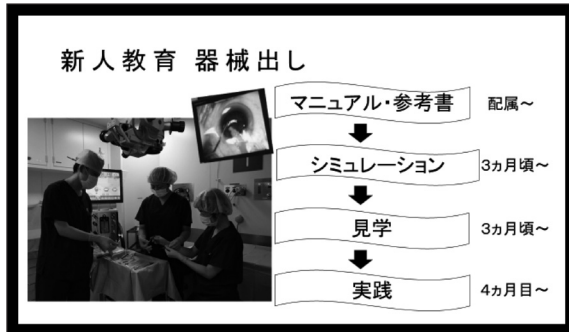 新人教育 器械出し
マニュアル・参考書 配属～
シミュレーション 3ヵ月頃～
見学 3ヵ月頃～
実践 4ヵ月目～